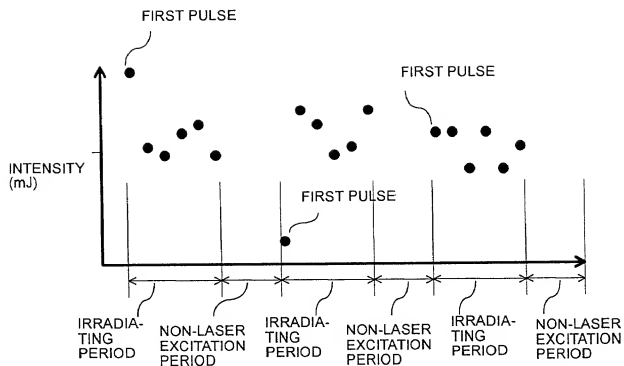 FIRST PULSE
FIRST PULSE
INTENSITY
(mJ)
FIRST PULSE
IRRADIA-
TING
PERIOD
NON-LASER
EXCITATION
PERIOD
IRRADIA-
TING
PERIOD
NON-LASER
EXCITATION
PERIOD
IRRADIA-
TING
PERIOD
NON-LASER
EXCITATION
PERIOD